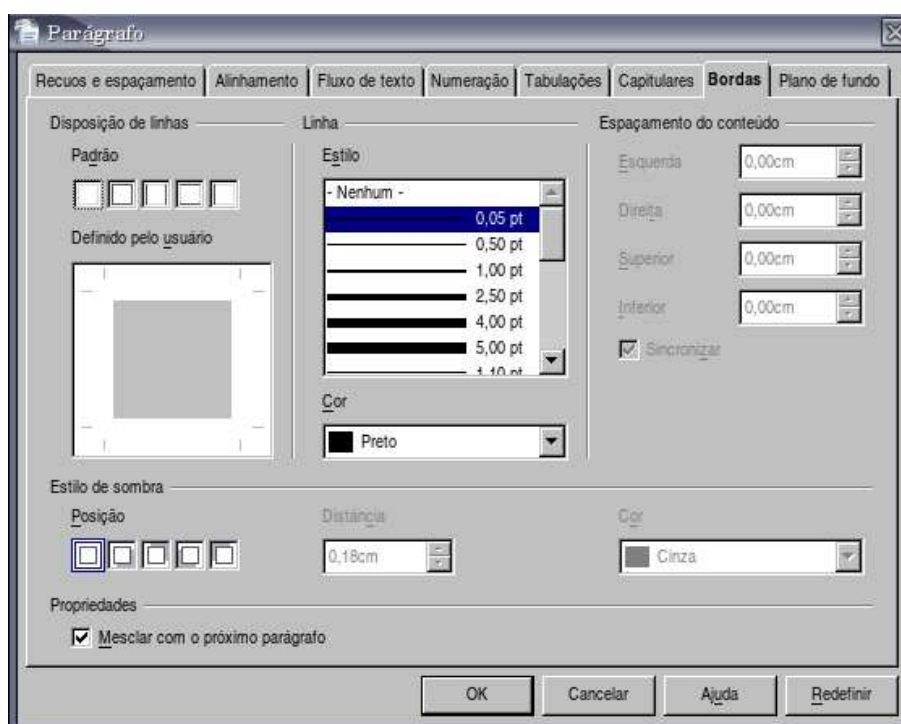 Parágrafo
Recuos e espaçamento Alinhamento Fluxo de texto Numeração Tabulações Capitulares Bordas Plano de fundo
Disposição de linhas
Padrão
Definido pelo usuário
Linha
Estilo
- Nenhum -
0,05 pt
0,50 pt
1,00 pt
2,50 pt
4,00 pt
5,00 pt
1,10 pt
Cor
Preto
Espaçamento do conteúdo
Esquerda 0,00cm
Direita 0,00cm
Superior 0,00cm
Inferior 0,00cm
Sincronizar
Estilo de sombra
Posição
Distância
0,18cm
Cor
Cinza
Propriedades
Mesclar com o próximo parágrafo
OK Cancelar Ajuda Redefinir